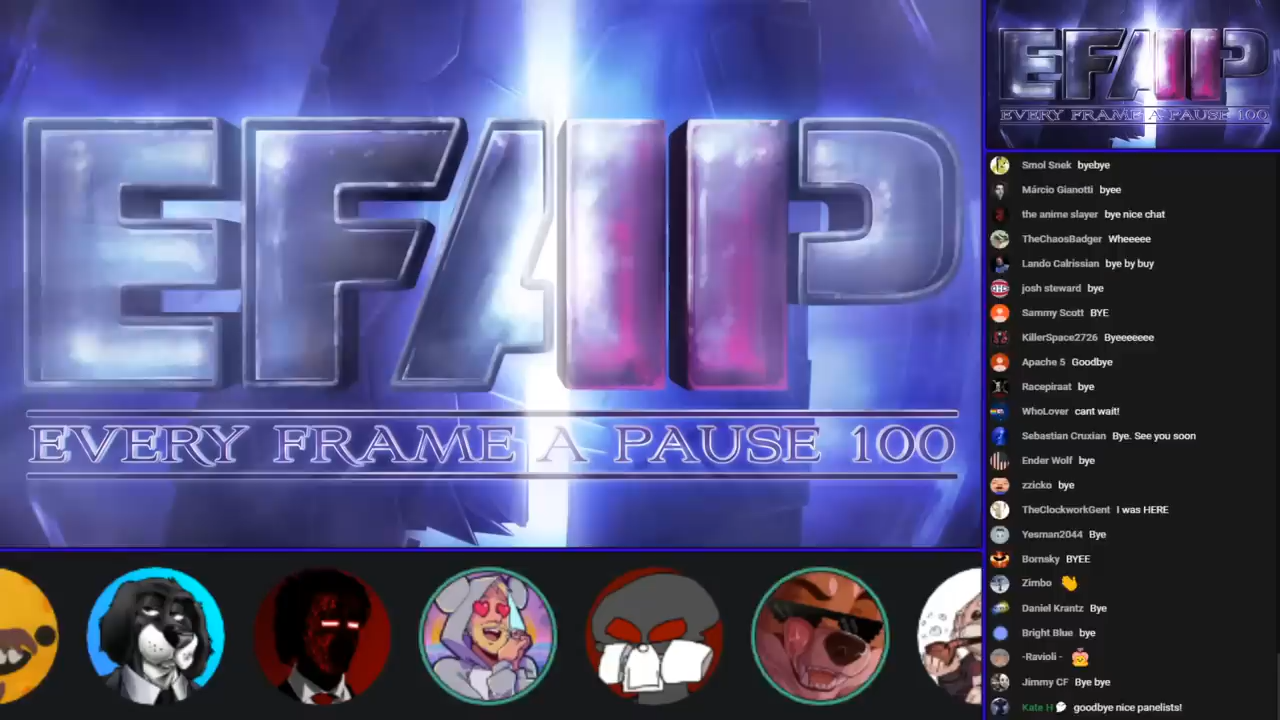 EFAIIP
EVERY FRAME A PAUSE 100
EFAIIP
EVERY FRAME A PAUSE 100
Smol Snek byebye
Márcio Gianotti byee
the anime slayer bye nice chat
TheChaosBadger Wheeeee
Lando Calrissian bye by buy
josh steward bye
Sammy Scott BYE
KillerSpace2726 Byeeeeeee
Apache 5 Goodbye
Racepiraat bye
WhoLover cant wait!
Sebastian Cruxian Bye. See you soon
Ender Wolf bye
zzicko bye
TheClockworkGent I was HERE
Yesman2044 Bye
Bornsky BYEE
Zimbo 👏
Daniel Krantz Bye
Bright Blue bye
-Ravioli -
Jimmy CF Bye bye
Kate H goodbye nice panelists!